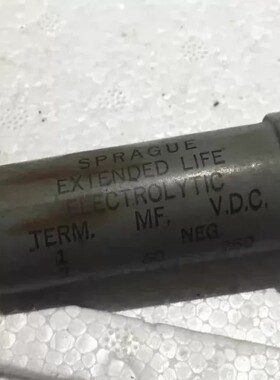 SPRAGUE
EXTENDED LIFE
ELECTROLYTIC
TERM. MF. V.D.C.
1 NEG.